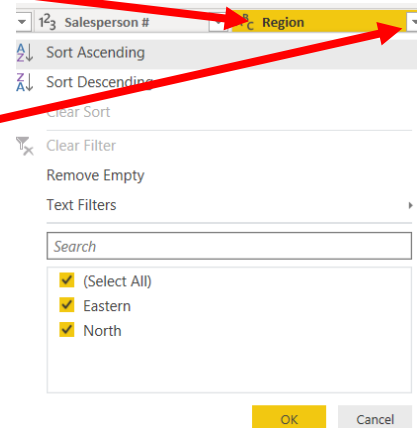 1²3 Salesperson # ABC Region
Sort Ascending
Sort Descending
Clear Sort
Clear Filter
Remove Empty
Text Filters
Search
(Select All)
Eastern
North
OK Cancel